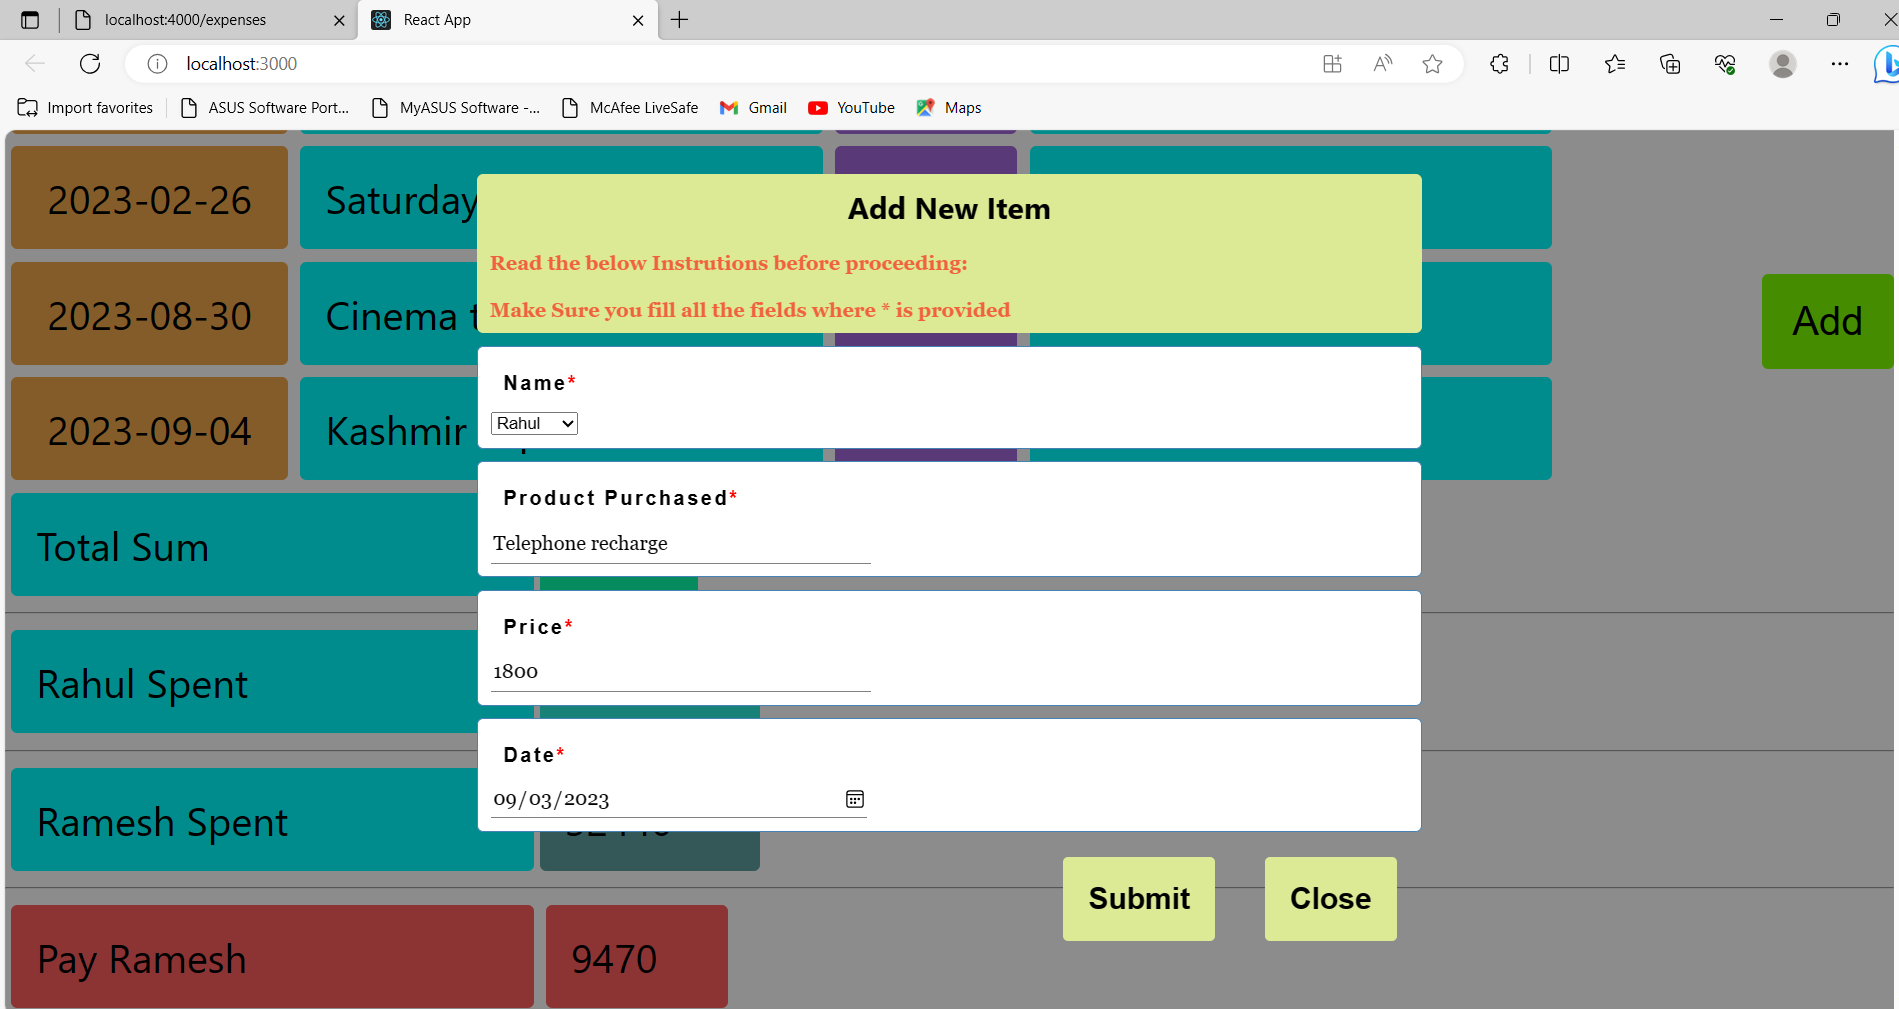 localhost:4000/expenses
React App
localhost:3000
Import favorites
ASUS Software Port...
MyASUS Software -...
McAfee LiveSafe
Gmail
YouTube
Maps
2023-02-26
Saturday
Add New Item
Read the below Instrutions before proceeding:
2023-08-30
Cinema
Make Sure you fill all the fields where * is provided
Add
Name*
2023-09-04
Kashmir
Rahul
Product Purchased*
Total Sum
Telephone recharge
Price*
Rahul Spent
1800
Date*
09/03/2023
Ramesh Spent
Submit
Close
Pay Ramesh
9470